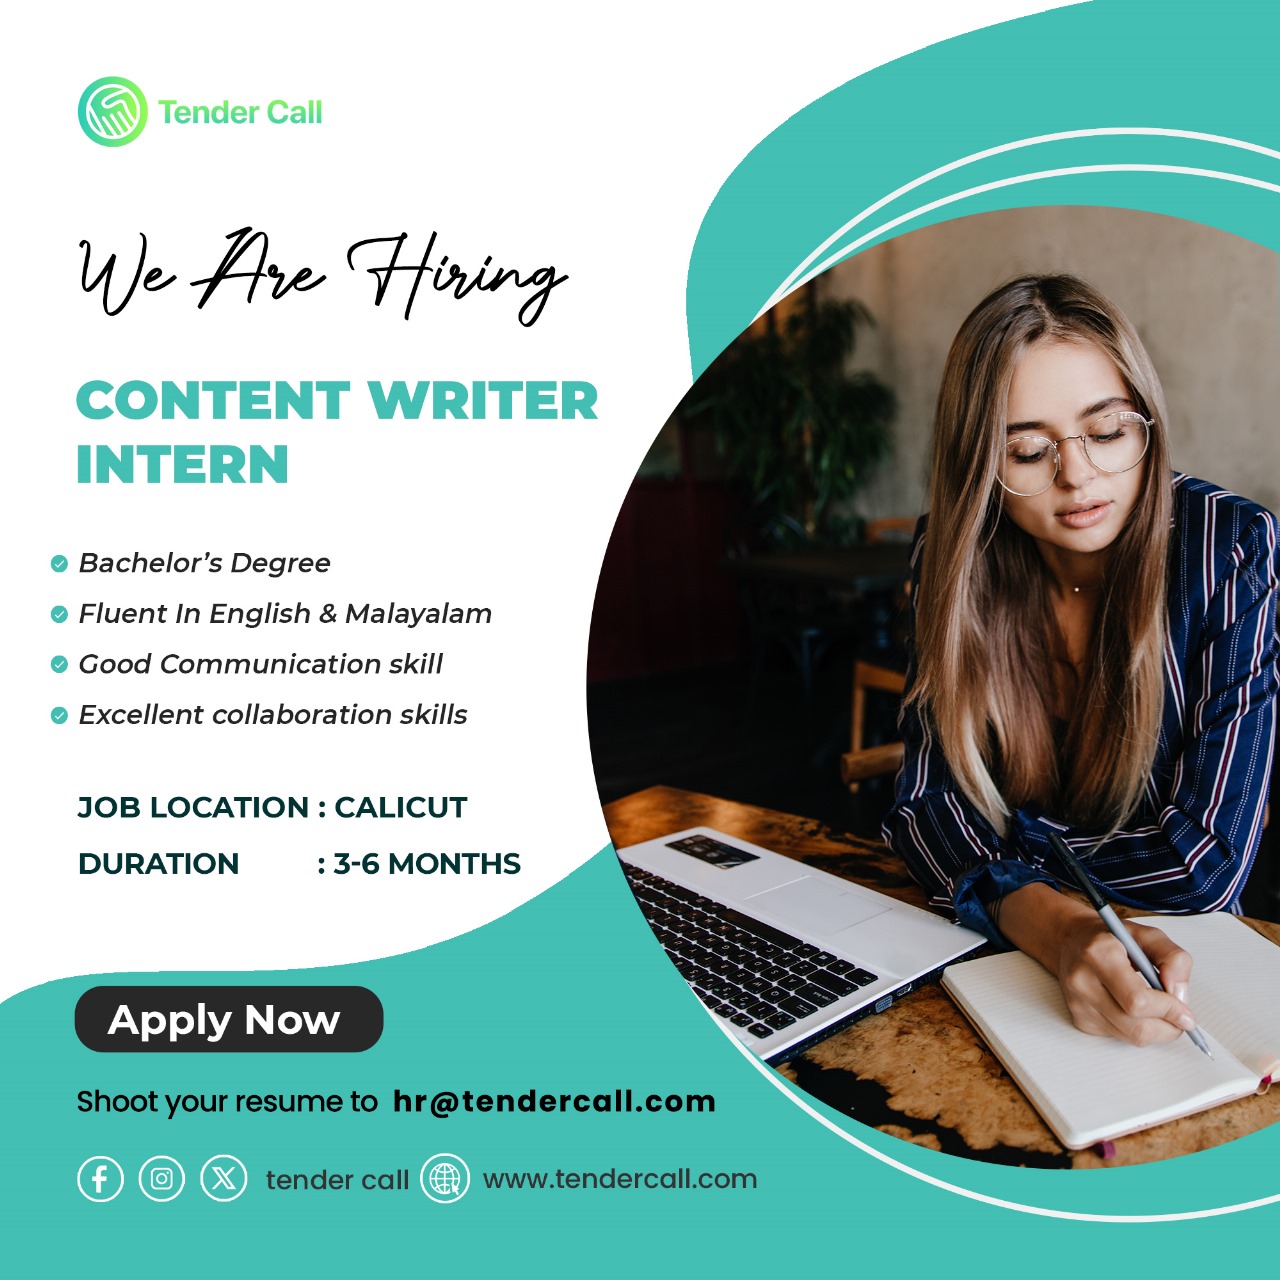 Tender Call
We Are Hiring
CONTENT WRITER
INTERN
Bachelor’s Degree
Fluent In English & Malayalam
Good Communication skill
Excellent collaboration skills
JOB LOCATION : CALICUT
DURATION : 3-6 MONTHS
Apply Now
Shoot your resume to hr@tendercall.com
tender call www.tendercall.com